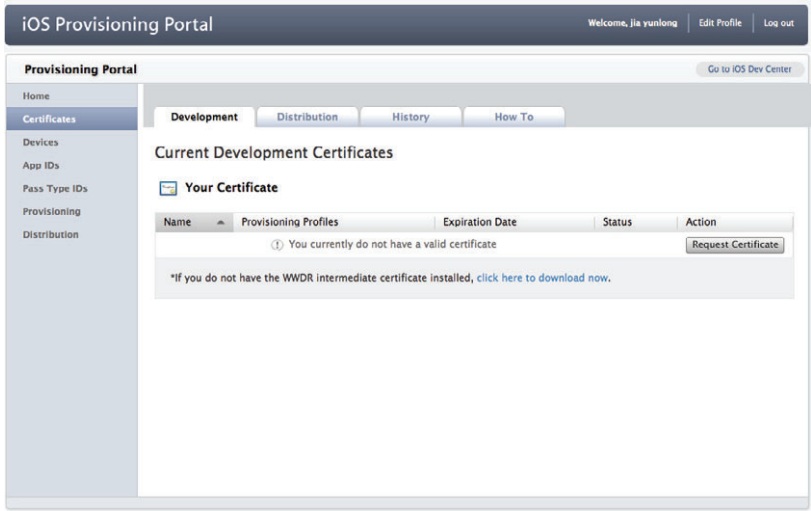 iOS Provisioning Portal
Welcome, jia yunlong Edit Profile Log out
Provisioning Portal
Go to iOS Dev Center
Home
Certificates
Devices
App IDs
Pass Type IDs
Provisioning
Distribution
Development Distribution History How To
Current Development Certificates
Your Certificate
Name Provisioning Profiles Expiration Date Status Action
You currently do not have a valid certificate Request Certificate
*If you do not have the WWDR intermediate certificate installed, click here to download now.